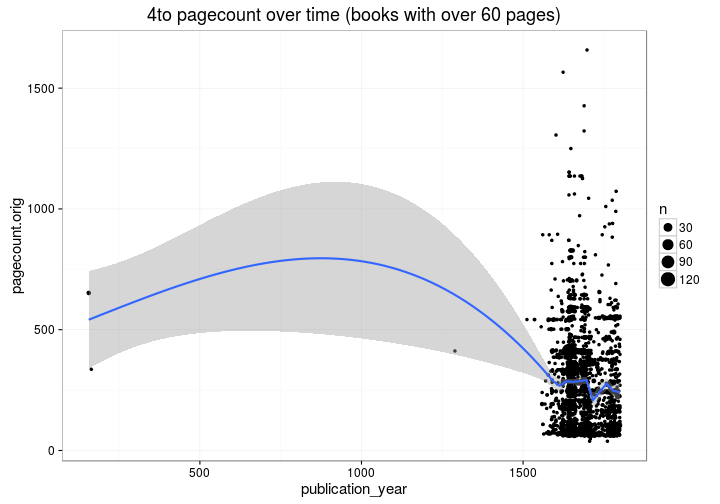 4to pagecount over time (books with over 60 pages)
pagecount.orig
1500
1000
500
0
500
1000
1500
publication_year
n
30
60
90
120